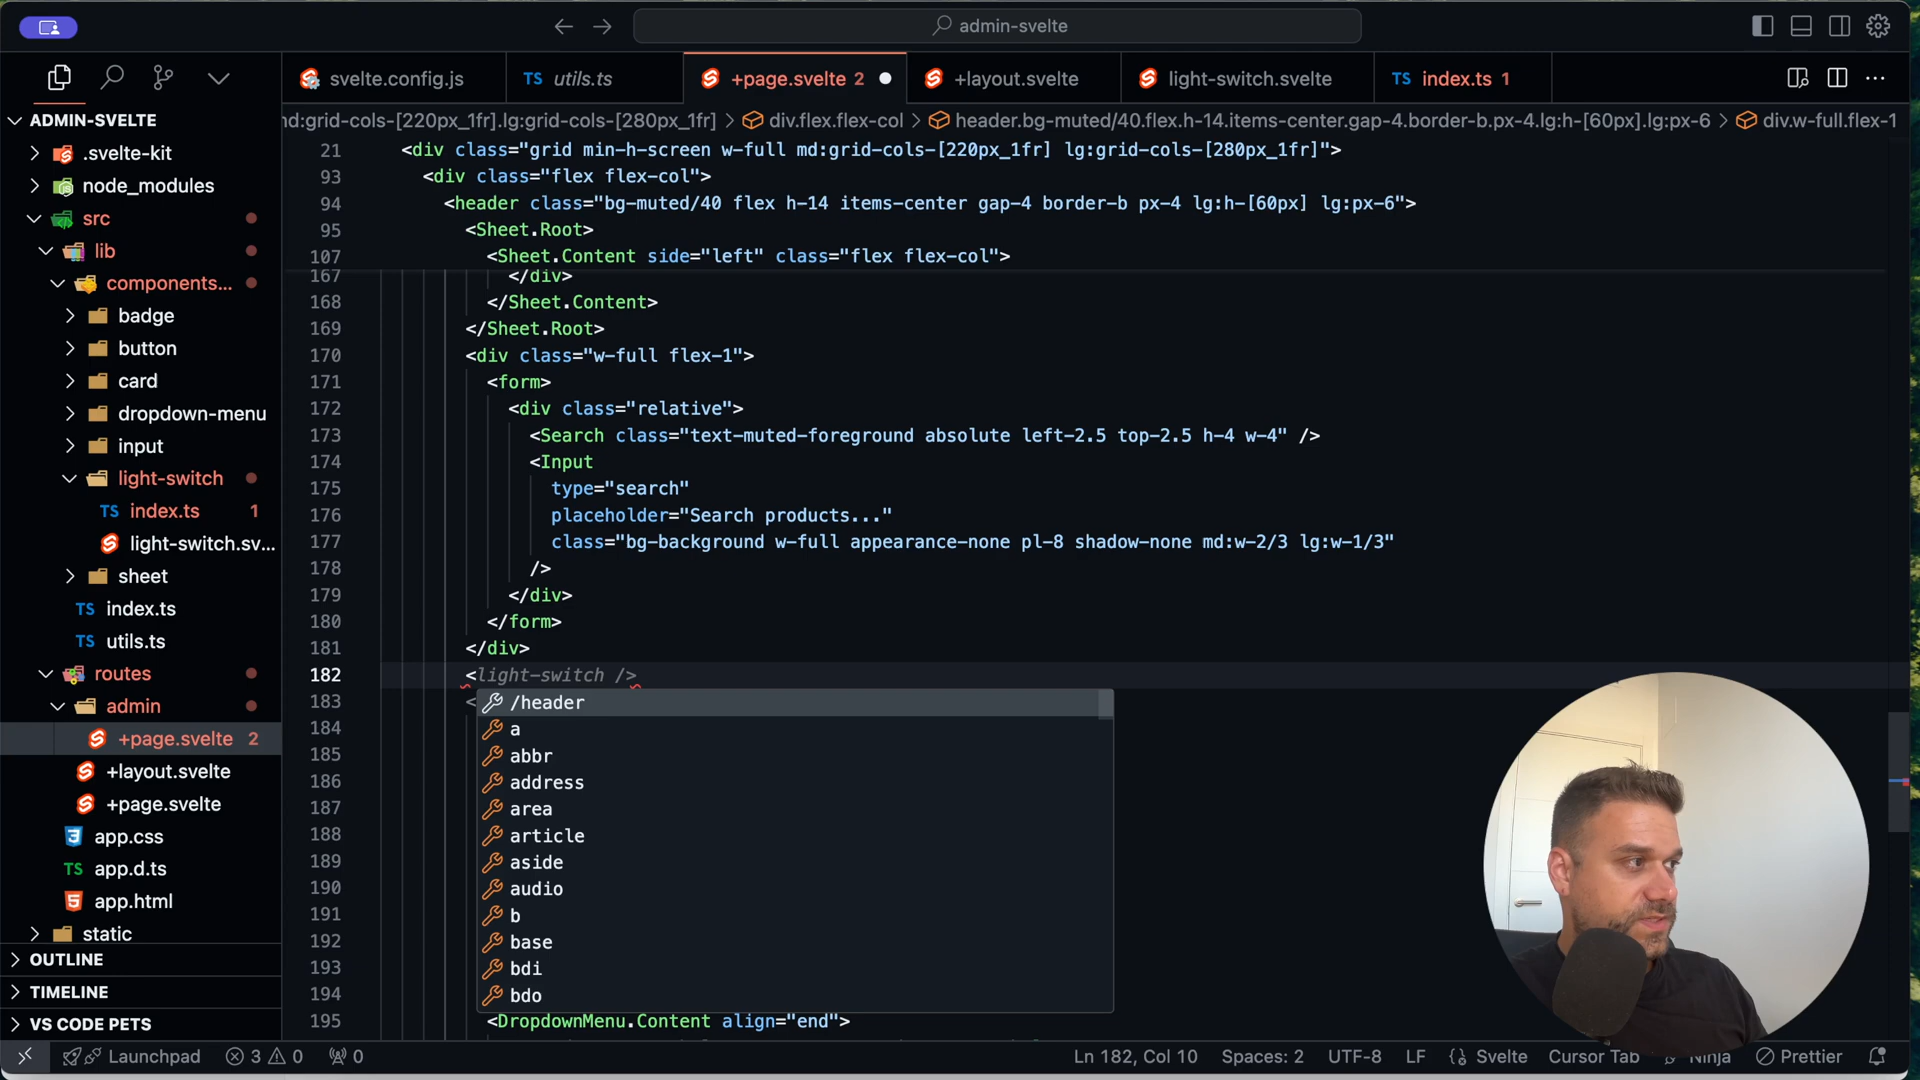 admin-svelte
svelte.config.js
TS utils.ts
+page.svelte 2
+layout.svelte
light-switch.svelte
TS index.ts 1
ADMIN-SVELTE
.svelte-kit
node_modules
src
lib
components...
badge
button
card
dropdown-menu
input
light-switch
TS index.ts 1
light-switch.sv...
sheet
TS index.ts
TS utils.ts
routes
admin
+page.svelte 2
+layout.svelte
+page.svelte
app.css
TS app.d.ts
app.html
static
OUTLINE
TIMELINE
VS CODE PETS
nd:grid-cols-[220px_1fr].lg:grid-cols-[280px_1fr] > div.flex.flex-col > header.bg-muted/40.flex.h-14.items-center.gap-4.border-b.px-4.lg:h-[60px].lg:px-6 > div.w-full.flex-1
21 <div class="grid min-h-screen w-full md:grid-cols-[220px_1fr] lg:grid-cols-[280px_1fr]">
93 <div class="flex flex-col">
94 <header class="bg-muted/40 flex h-14 items-center gap-4 border-b px-4 lg:h-[60px] lg:px-6">
95 <Sheet.Root>
107 <Sheet.Content side="left" class="flex flex-col">
167 </div>
168 </Sheet.Content>
169 </Sheet.Root>
170 <div class="w-full flex-1">
171 <form>
172 <div class="relative">
173 <Search class="text-muted-foreground absolute left-2.5 top-2.5 h-4 w-4" />
174 <Input
175 type="search"
176 placeholder="Search products..."
177 class="bg-background w-full appearance-none pl-8 shadow-none md:w-2/3 lg:w-1/3"
178 />
179 </div>
180 </form>
181 </div>
182 <light-switch />
183 <
184
185
186
187
188
189
190
191
192
193
194
195 <DropdownMenu.Content align="end">
/header
a
abbr
address
area
article
aside
audio
b
base
bdi
bdo
Launchpad 3 0 0
Ln 182, Col 10 Spaces: 2 UTF-8 LF Svelte Cursor Tab Ninja Prettier